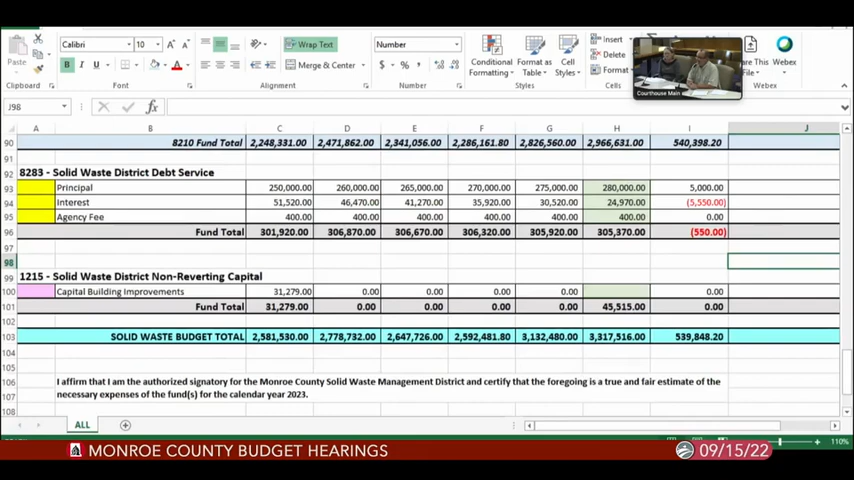 Calibri 10 Wrap Text Number Insert
Paste B I U Merge & Center $ % Conditional Formatting Format as Table Cell Styles Delete Format This Webex
Clipboard Font Alignment Number Styles Cells Webex
Courthouse Main
J98 fx
A B C D E F G H I J
90 8210 Fund Total 2,248,331.00 2,471,862.00 2,341,056.00 2,286,161.80 2,826,560.00 2,966,631.00 540,398.20
91
92 8283 - Solid Waste District Debt Service
93 Principal 250,000.00 260,000.00 265,000.00 270,000.00 275,000.00 280,000.00 5,000.00
94 Interest 51,520.00 46,470.00 41,270.00 35,920.00 30,520.00 24,970.00 (5,550.00)
95 Agency Fee 400.00 400.00 400.00 400.00 400.00 400.00 0.00
96 Fund Total 301,920.00 306,870.00 306,670.00 306,320.00 305,920.00 305,370.00 (550.00)
97
98
99 1215 - Solid Waste District Non-Reverting Capital
100 Capital Building Improvements 31,279.00 0.00 0.00 0.00 0.00 0.00
101 Fund Total 31,279.00 0.00 0.00 0.00 0.00 45,515.00 0.00
102
103 SOLID WASTE BUDGET TOTAL 2,581,530.00 2,778,732.00 2,647,726.00 2,592,481.80 3,132,480.00 3,317,516.00 539,848.20
104
105
106 I affirm that I am the authorized signatory for the Monroe County Solid Waste Management District and certify that the foregoing is a true and fair estimate of the
107 necessary expenses of the fund(s) for the calendar year 2023.
108
ALL
110%
MONROE COUNTY BUDGET HEARINGS 09/15/22